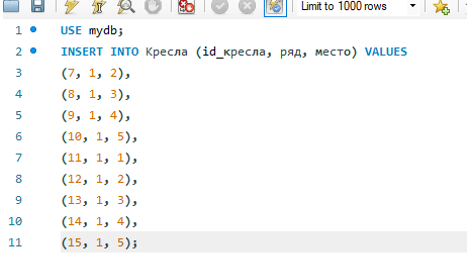 Limit to 1000 rows
1 USE mydb;
2 INSERT INTO Кресла (id_кресла, ряд, место) VALUES
3 (7, 1, 2),
4 (8, 1, 3),
5 (9, 1, 4),
6 (10, 1, 5),
7 (11, 1, 1),
8 (12, 1, 2),
9 (13, 1, 3),
10 (14, 1, 4),
11 (15, 1, 5);